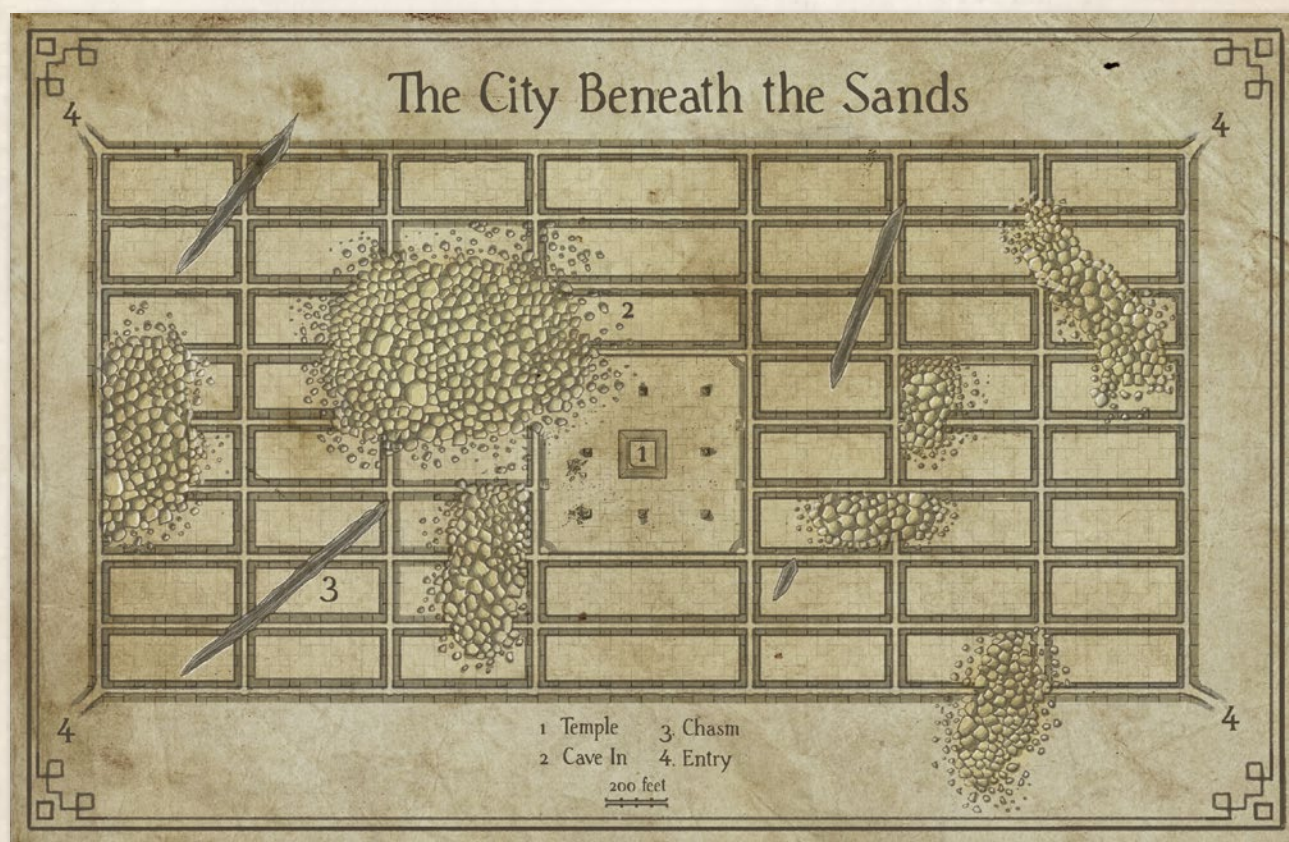 The City Beneath the Sands
4
4
2
1
3
4
4
1 Temple 3. Chasm
2 Cave In 4. Entry
200 feet